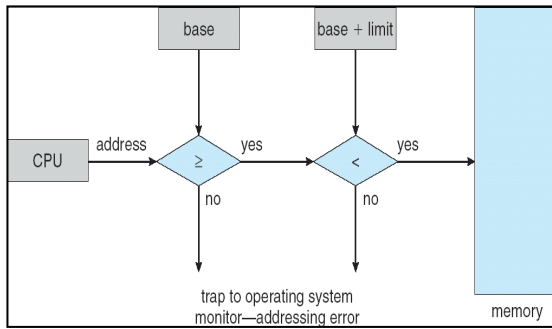 base
base + limit
CPU
address
≥
yes
<
yes
no
no
trap to operating system
monitor—addressing error
memory